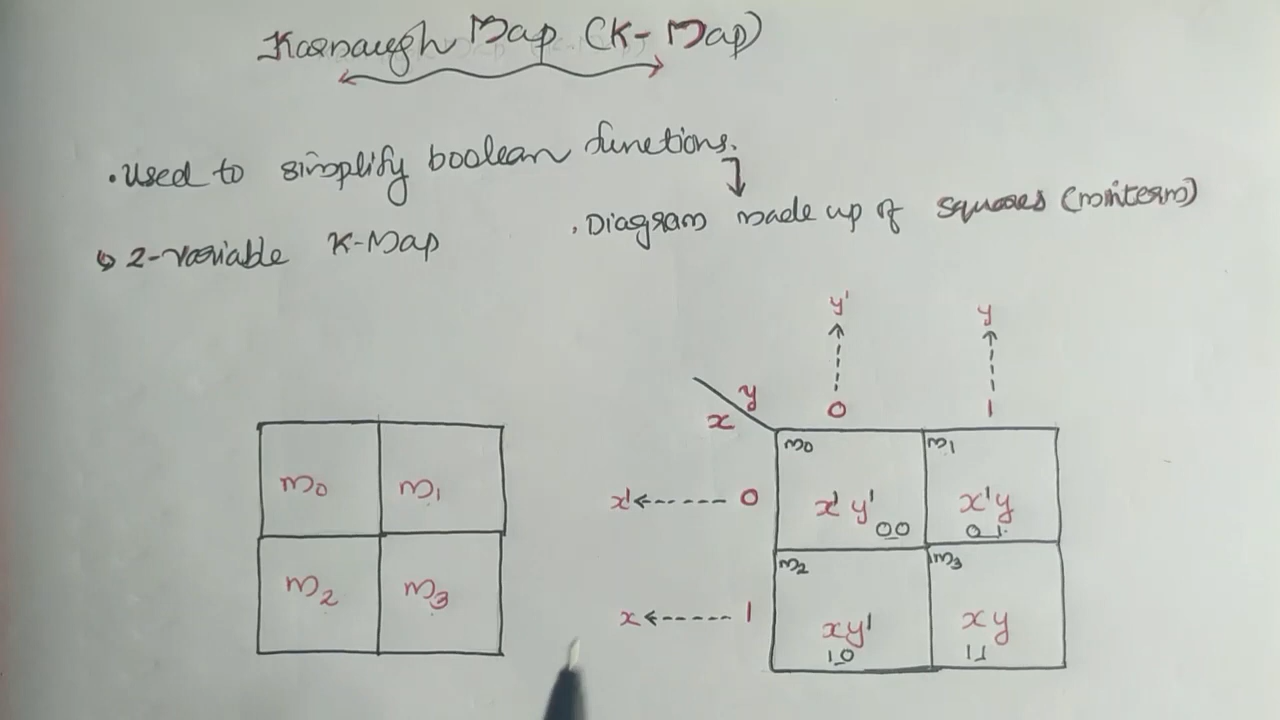 Karnaugh Map (K-Map)
• Used to simplify boolean functions.
• Diagram made up of squares (minterm)
↳ 2-variable K-Map
y' y
x y 0 1
m0 m1
m2 m3
x' ←------ 0
m0 x'y' 00
m1 x'y 01
x ←------ 1
m2 xy' 10
m3 xy 11